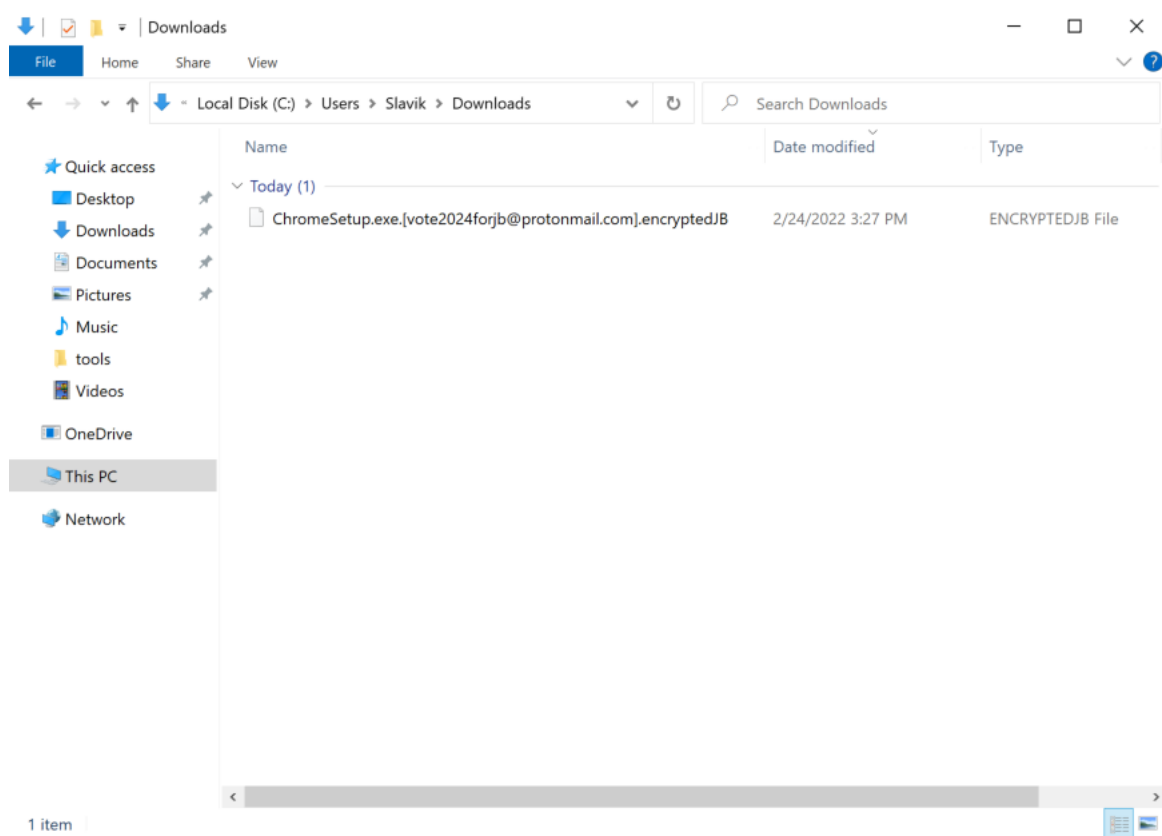 Downloads
File Home Share View
?
Local Disk (C:) Users Slavik Downloads
Search Downloads
Name Date modified Type
Quick access
Desktop
Downloads
Documents
Pictures
Music
tools
Videos
OneDrive
This PC
Network
Today (1)
ChromeSetup.exe.[vote2024forjb@protonmail.com].encryptedJB 2/24/2022 3:27 PM ENCRYPTEDJB File
1 item